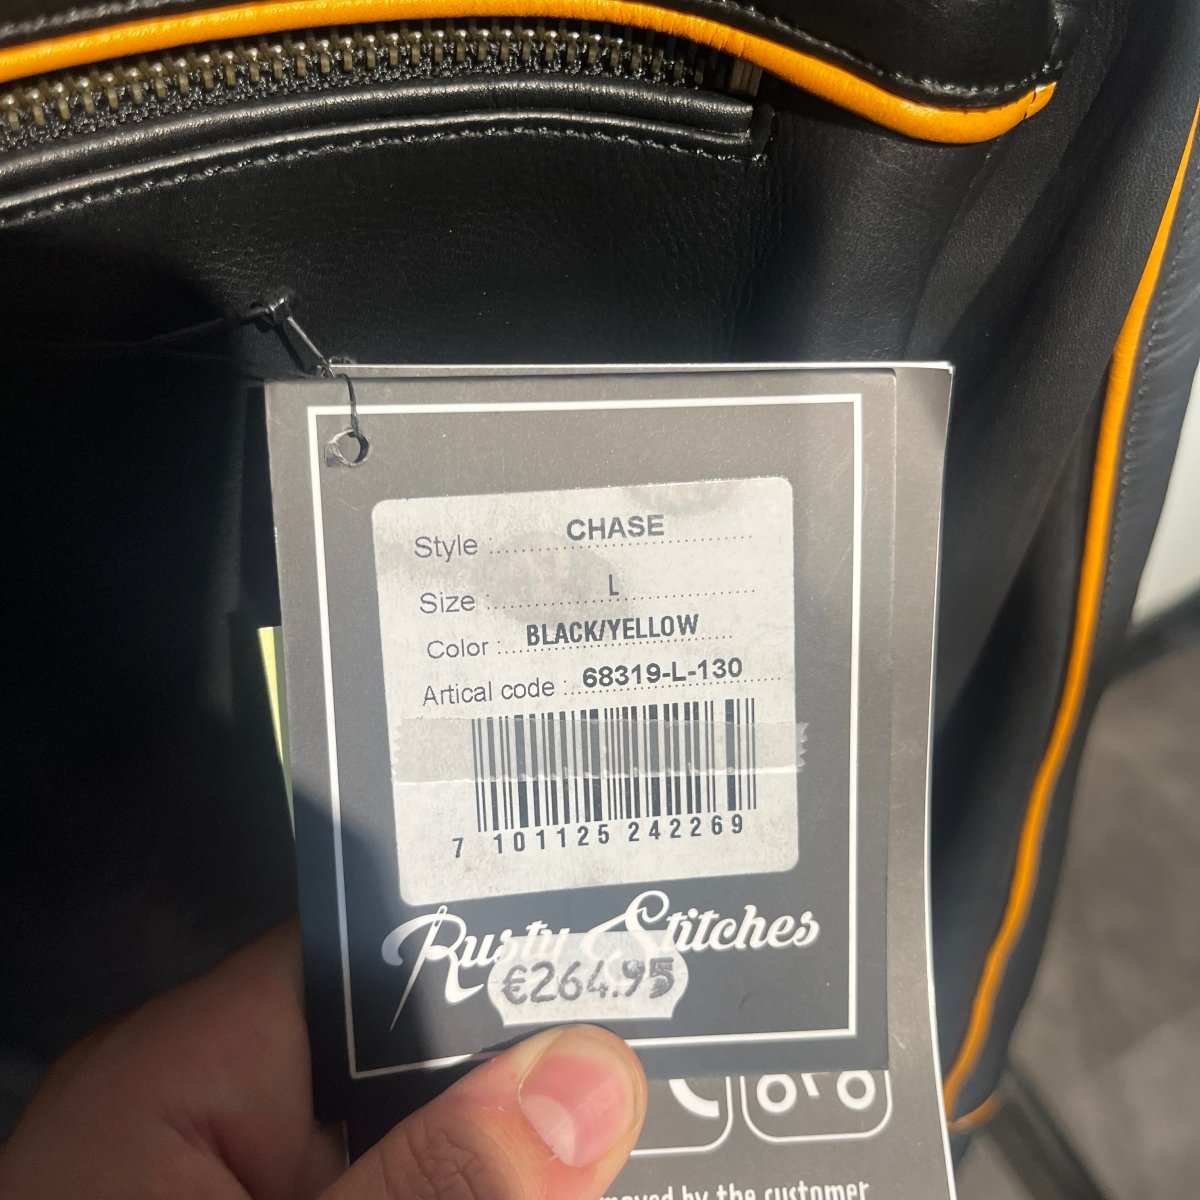 Style : CHASE
Size : L
Color : BLACK/YELLOW
Artical code : 68319-L-130
7 101125 242269
Rusty Stitches
€264.95
by the customer